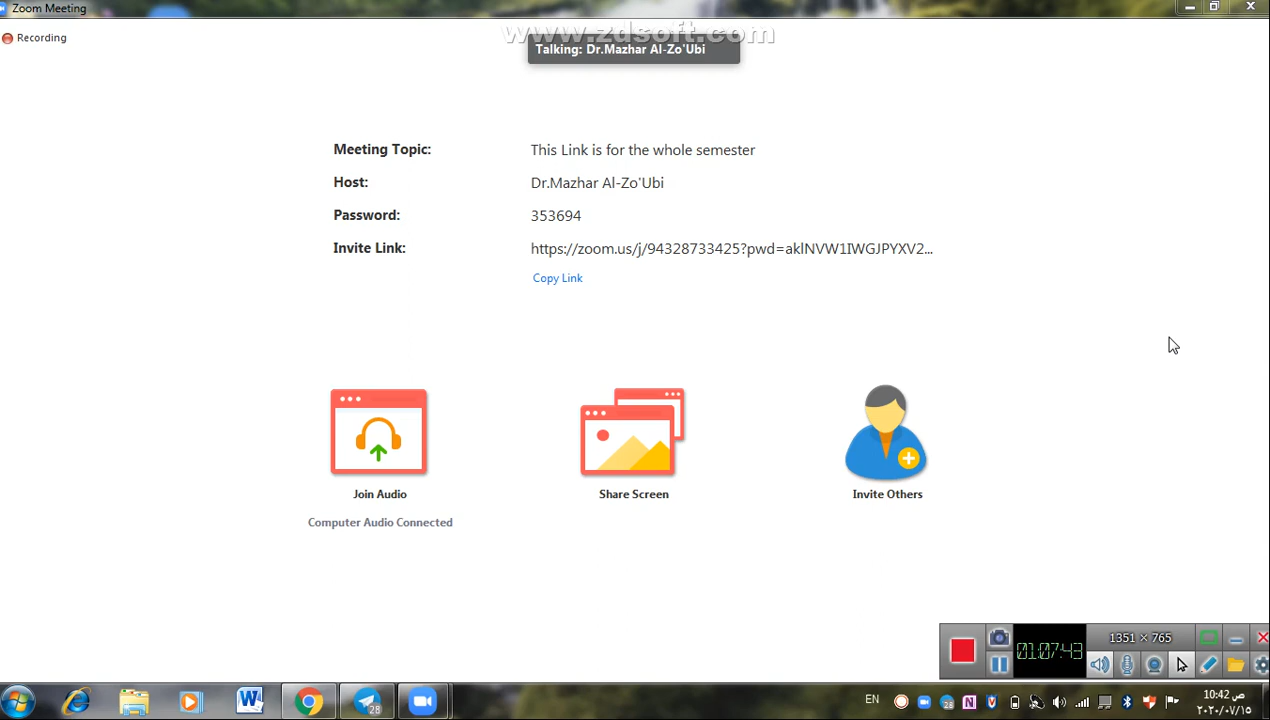 Zoom Meeting
Recording
www.zdsoft.com
Talking: Dr.Mazhar Al-Zo'Ubi
Meeting Topic: This Link is for the whole semester
Host: Dr.Mazhar Al-Zo'Ubi
Password: 353694
Invite Link: https://zoom.us/j/94328733425?pwd=aklNVW1IWGJPYXV2...
Copy Link
Join Audio
Share Screen
Invite Others
Computer Audio Connected
1351 × 765
01:07:43
28
EN
28
10:42 ص
٢٠٢٠/٠٧/١٥